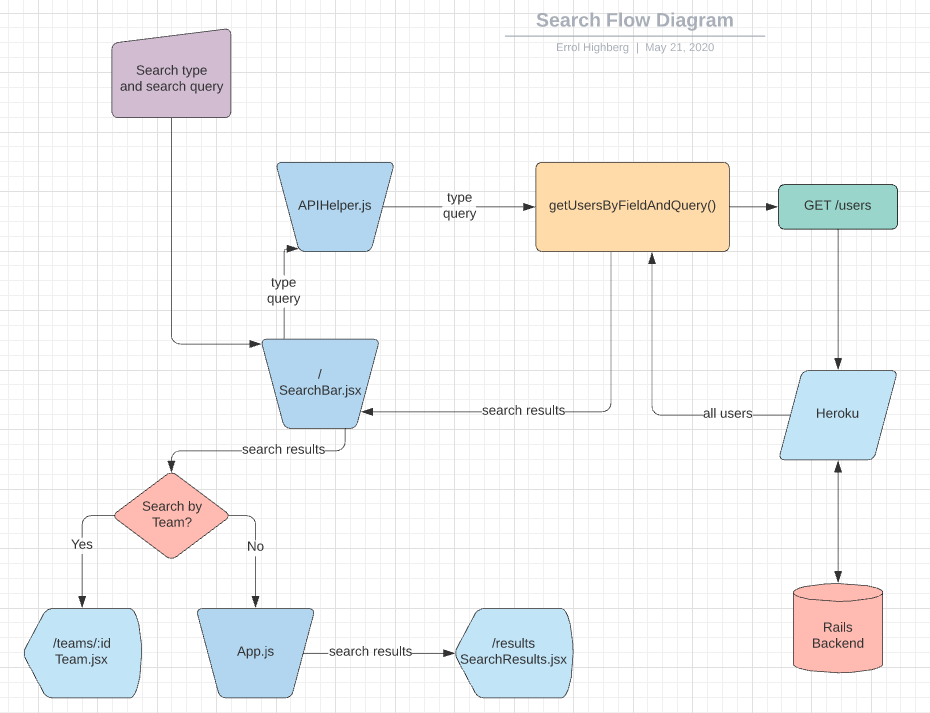 Search Flow Diagram
Errol Highberg | May 21, 2020
Search type
and search query
APIHelper.js
type
query
getUsersByFieldAndQuery()
GET /users
type
query
/
SearchBar.jsx
search results
all users
Heroku
search results
Search by
Team?
Yes
No
/teams/:id
Team.jsx
App.js
search results
/results
SearchResults.jsx
Rails
Backend